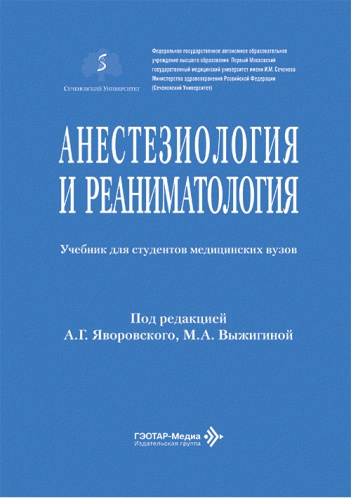 Сеченовский Университет
Федеральное государственное автономное образовательное
учреждение высшего образования Первый Московский
государственный медицинский университет имени И.М. Сеченова
Министерства здравоохранения Российской Федерации
(Сеченовский Университет)
Анестезиология
и реаниматология
Учебник для студентов медицинских вузов
Под редакцией
А.Г. Яворовского, М.А. Выжигиной
ГЭОТАР-Медиа
Издательская группа